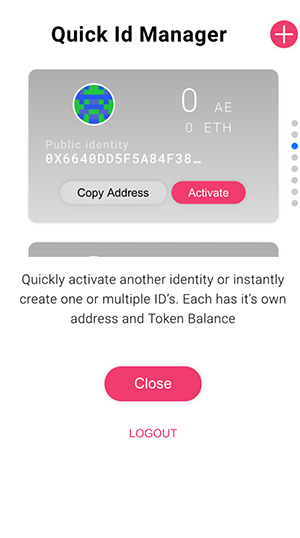 Quick Id Manager
0 AE
0 ETH
Public identity
0X6640DD5F5A84F38…
Copy Address
Activate
Quickly activate another identity or instantly
create one or multiple ID's. Each has it's own
address and Token Balance
Close
LOGOUT